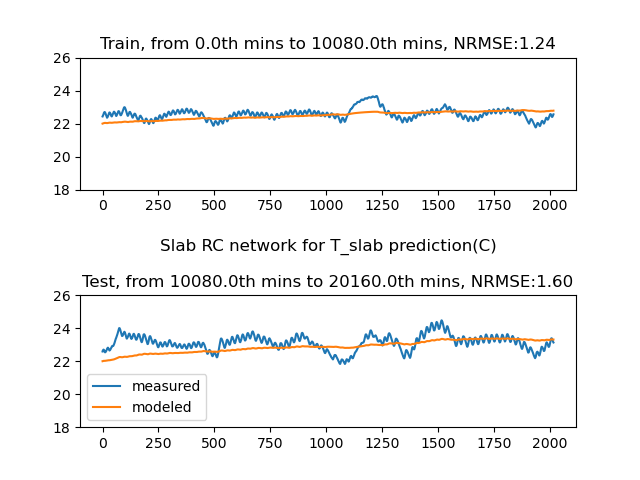 Train, from 0.0th mins to 10080.0th mins, NRMSE:1.24
26
24
22
20
18
0 250 500 750 1000 1250 1500 1750 2000
Slab RC network for T_slab prediction(C)
Test, from 10080.0th mins to 20160.0th mins, NRMSE:1.60
26
24
22
20
18
measured
modeled
0 250 500 750 1000 1250 1500 1750 2000